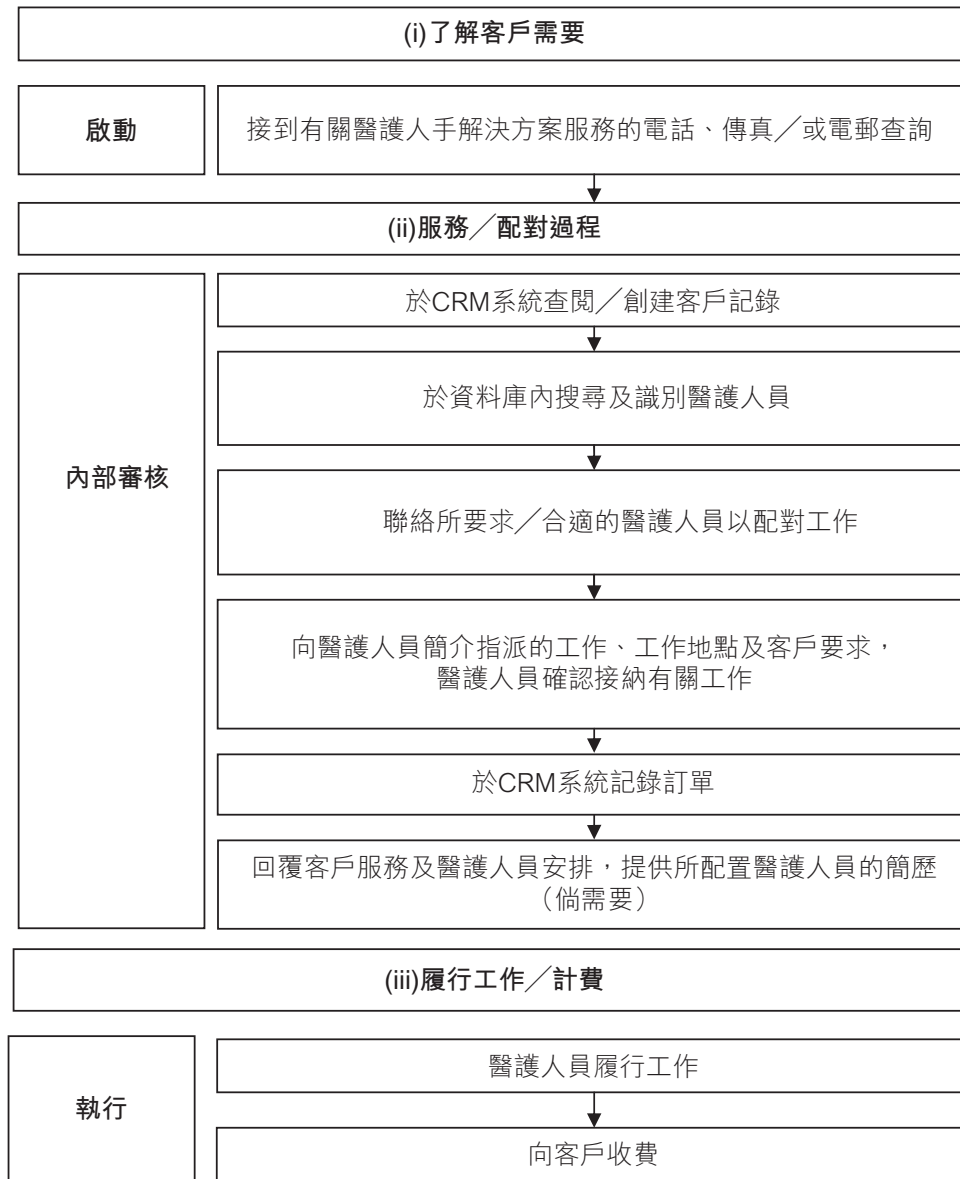 (i)了解客戶需要
啟動
接到有關醫護人手解決方案服務的電話、傳真╱或電郵查詢
(ii)服務╱配對過程
內部審核
於CRM系統查閱╱創建客戶記錄
於資料庫內搜尋及識別醫護人員
聯絡所要求╱合適的醫護人員以配對工作
向醫護人員簡介指派的工作、工作地點及客戶要求，
醫護人員確認接納有關工作
於CRM系統記錄訂單
回覆客戶服務及醫護人員安排，提供所配置醫護人員的簡歷
（倘需要）
(iii)履行工作╱計費
執行
醫護人員履行工作
向客戶收費